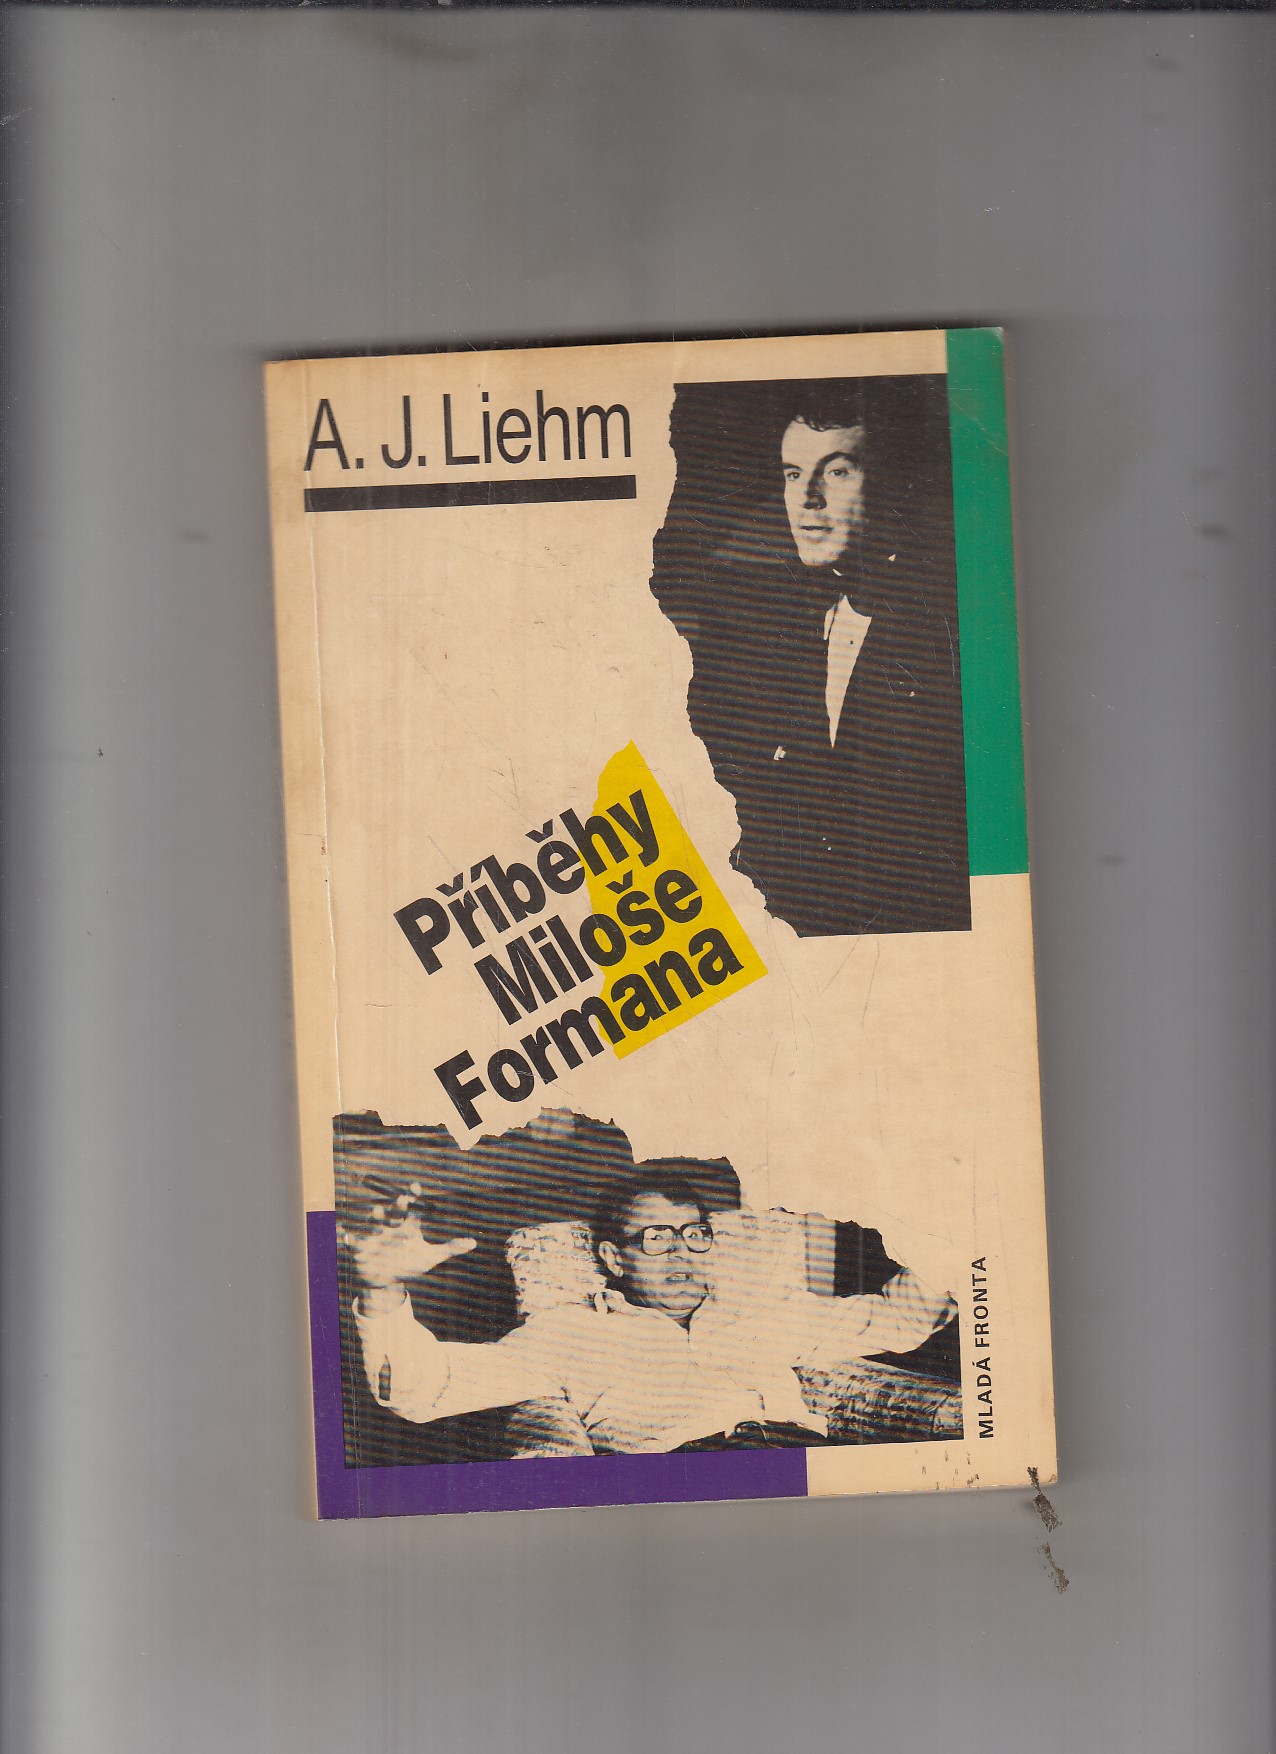 A. J. Liehm
Příběhy
Miloše
Formana
MLADÁ FRONTA